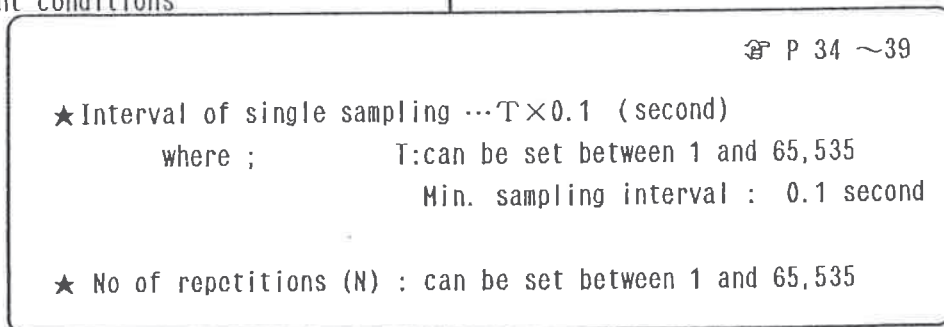 conditions
☞ P 34 ～39
★Interval of single sampling …T×0.1 (second)
where ; T:can be set between 1 and 65,535
Min. sampling interval : 0.1 second
★ No of repetitions (N) : can be set between 1 and 65,535